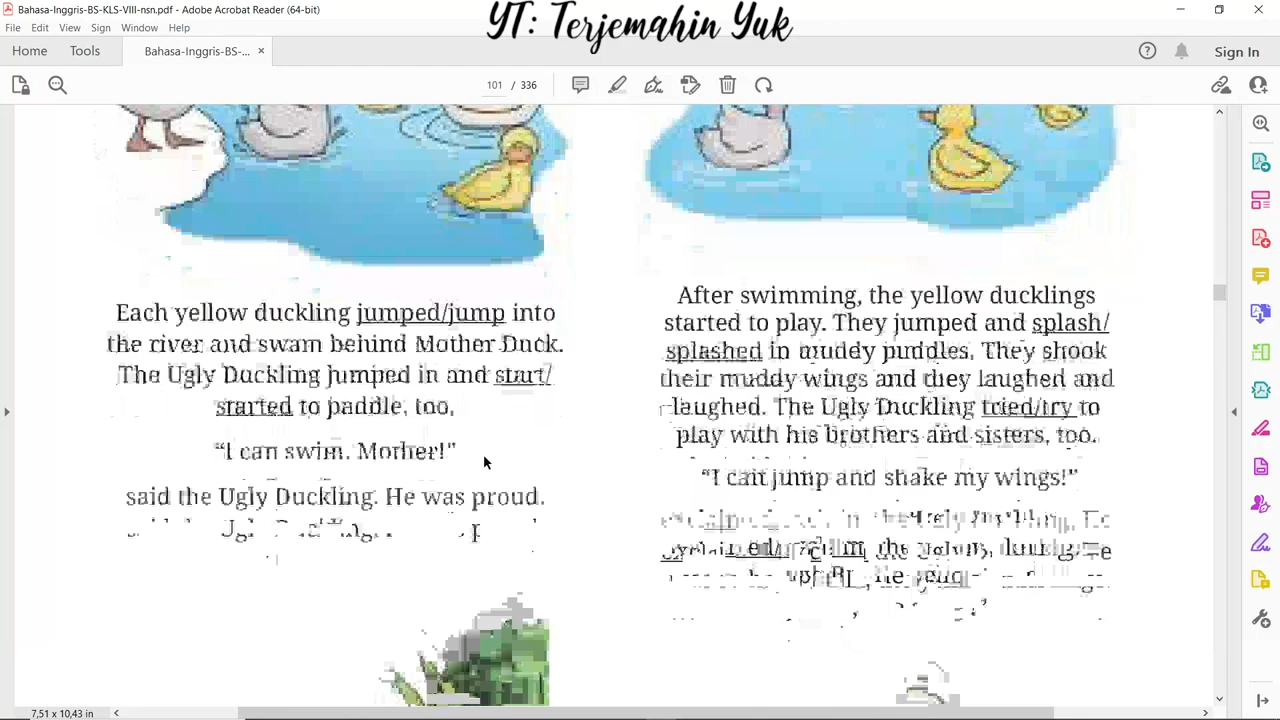 Bahasa-Inggris-BS-KLS-VIII-nsn.pdf - Adobe Acrobat Reader (64-bit)
YT: Terjemahin Yuk
File Edit View Sign Window Help
Home Tools Bahasa-Inggris-BS-... ×
Sign In
101 / 336
Each yellow duckling jumped/jump into
the river and swam behind Mother Duck.
The Ugly Duckling jumped in and start/
started to paddle, too.
"I can swim. Mother!"
said the Ugly Duckling. He was proud.
After swimming, the yellow ducklings
started to play. They jumped and splash/
splashed in muddy puddles. They shook
their muddy wings and they laughed and
laughed. The Ugly Duckling tried/try to
play with his brothers and sisters, too.
"I can jump and shake my wings!"
7,51 x 10,43 in